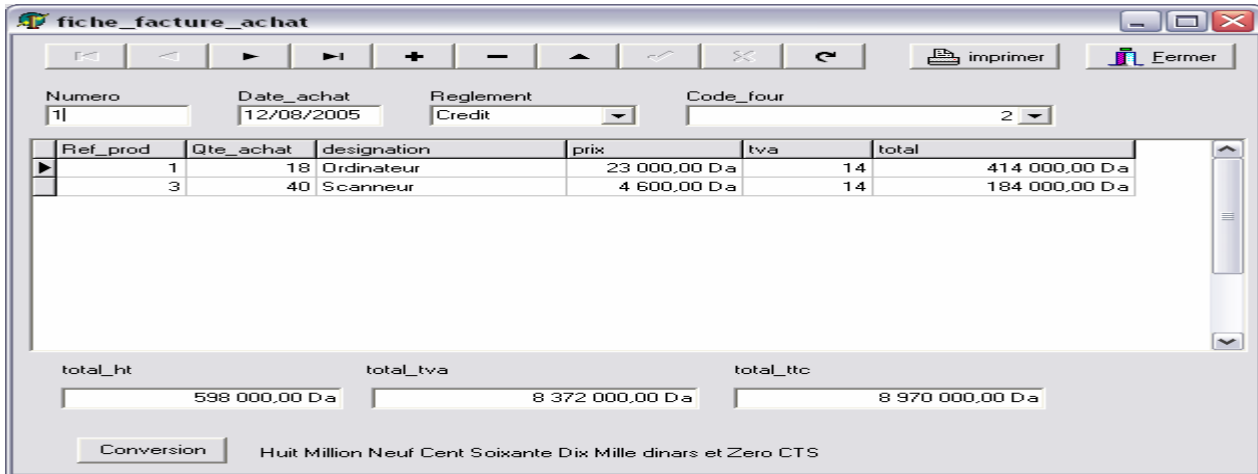 fiche_facture_achat
imprimer Fermer
Numero Date_achat Reglement Code_four
1 12/08/2005 Credit 2
Ref_prod Qte_achat designation prix tva total
1 18 Ordinateur 23 000,00 Da 14 414 000,00 Da
3 40 Scanneur 4 600,00 Da 14 184 000,00 Da
total_ht total_tva total_ttc
598 000,00 Da 8 372 000,00 Da 8 970 000,00 Da
Conversion Huit Million Neuf Cent Soixante Dix Mille dinars et Zero CTS